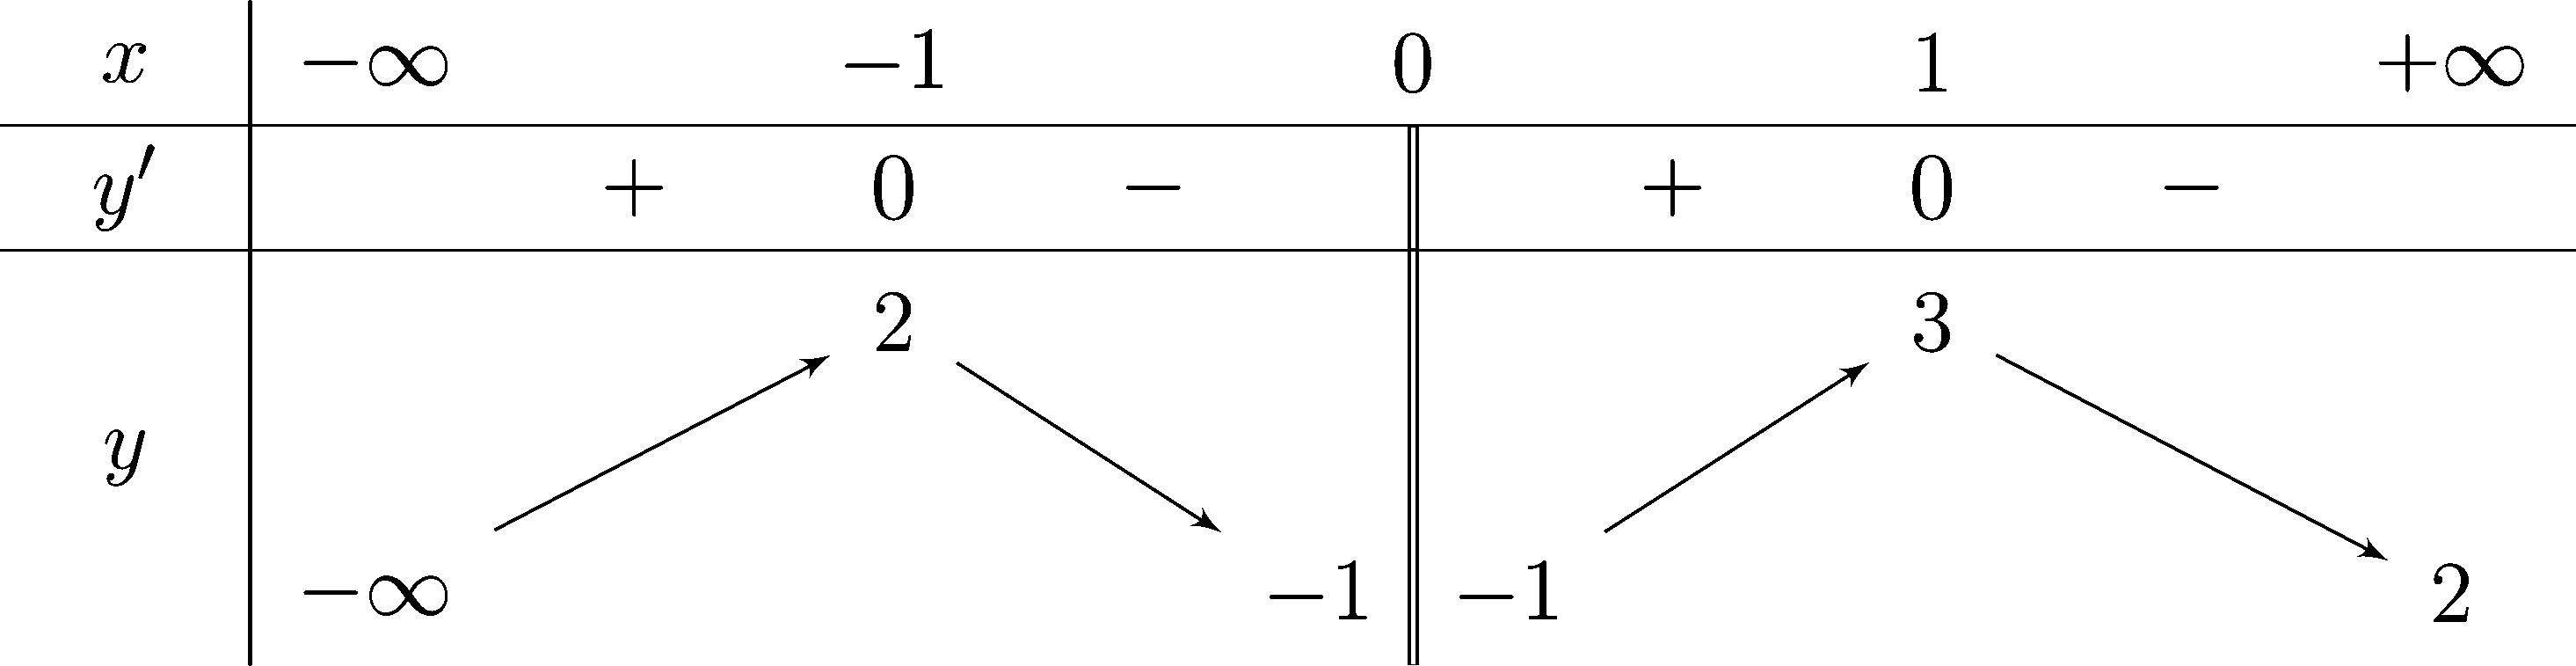 x −∞ −1 0 1 +∞
y′ + 0 − + 0 −
2 3
y
−∞ −1 −1 2